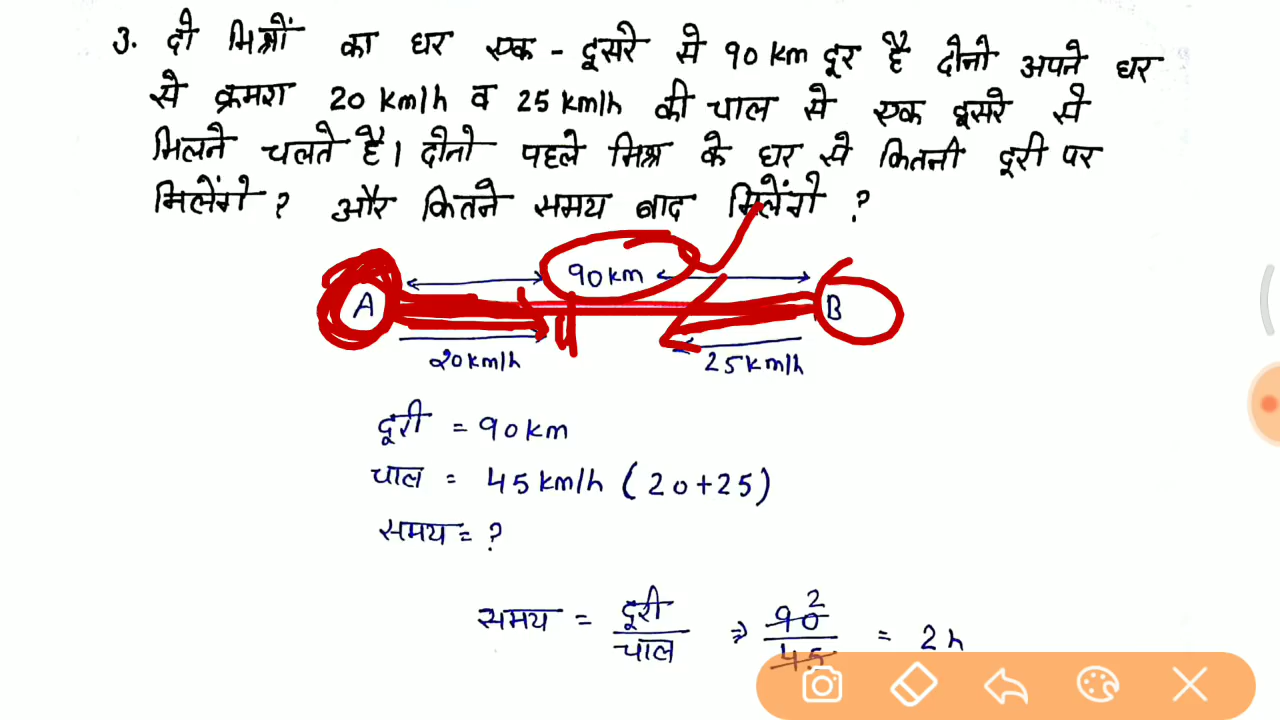 3. दो मित्रों का घर एक - दूसरे से 90 km दूर है दोनो अपने घर
से क्रमश 20 km/h व 25 km/h की चाल से एक दूसरे से
मिलने चलते है। दोनो पहले मित्र के घर से कितनी दूरी पर
मिलेंगे ? और कितने समय बाद मिलेंगे ?
A 90 km B
20 km/h 25 km/h
दूरी = 90 km
चाल = 45 km/h (20+25)
समय = ?
समय = दूरी/चाल ⇒ 90/45 2 = 2 h